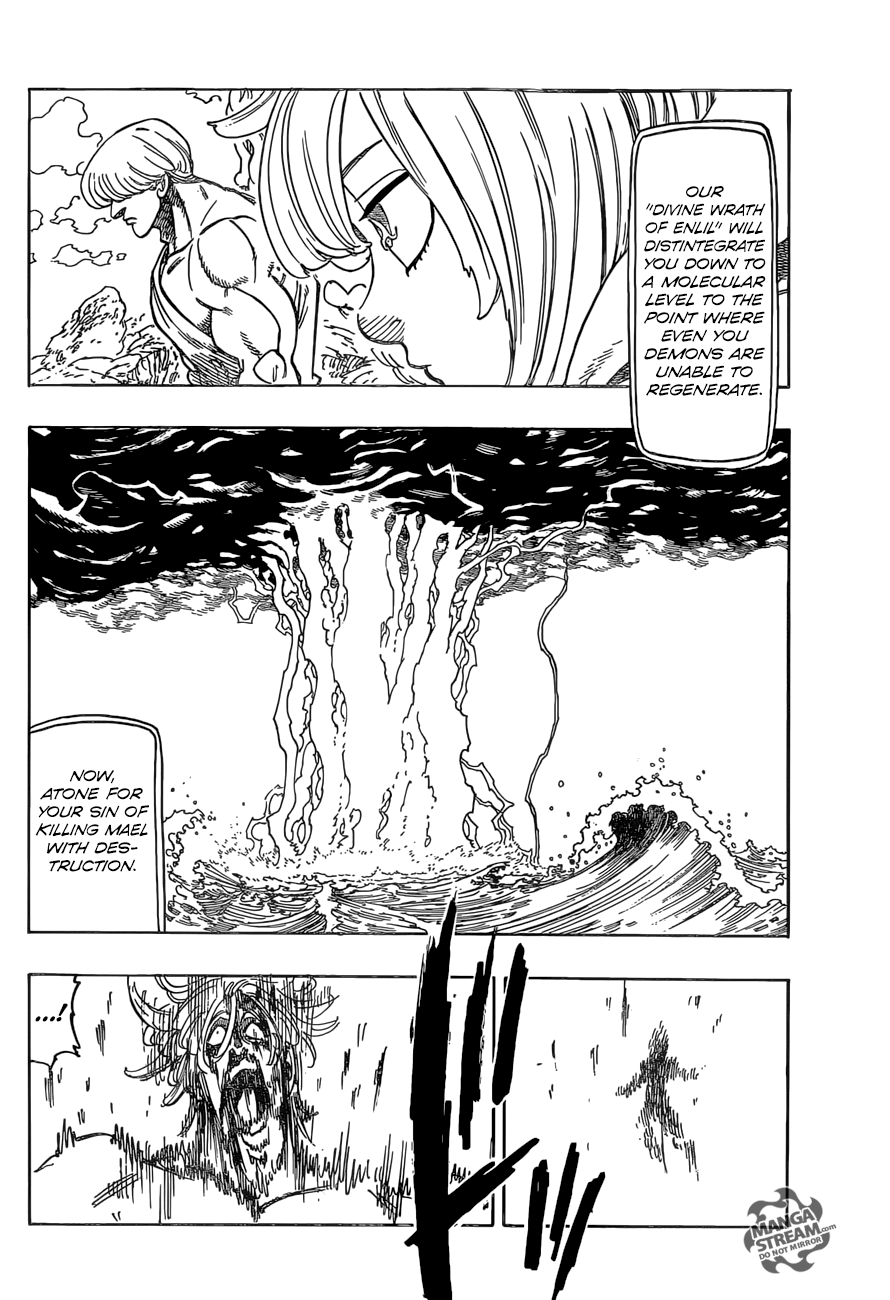 OUR
"DIVINE WRATH
OF ENLIL" WILL
DISTINTEGRATE
YOU DOWN TO
A MOLECULAR
LEVEL TO THE
POINT WHERE
EVEN YOU
DEMONS ARE
UNABLE TO
REGENERATE.
NOW,
ATONE FOR
YOUR SIN OF
KILLING MAEL
WITH DES-
TRUCTION.
...!
MANGA
STREAM.com
DO NOT MIRROR